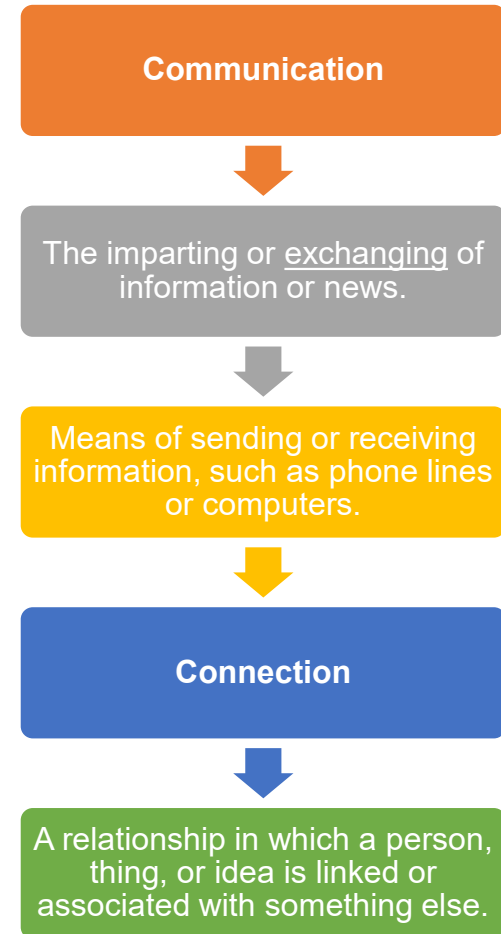 Communication
The imparting or exchanging of
information or news.
Means of sending or receiving
information, such as phone lines
or computers.
Connection
A relationship in which a person,
thing, or idea is linked or
associated with something else.